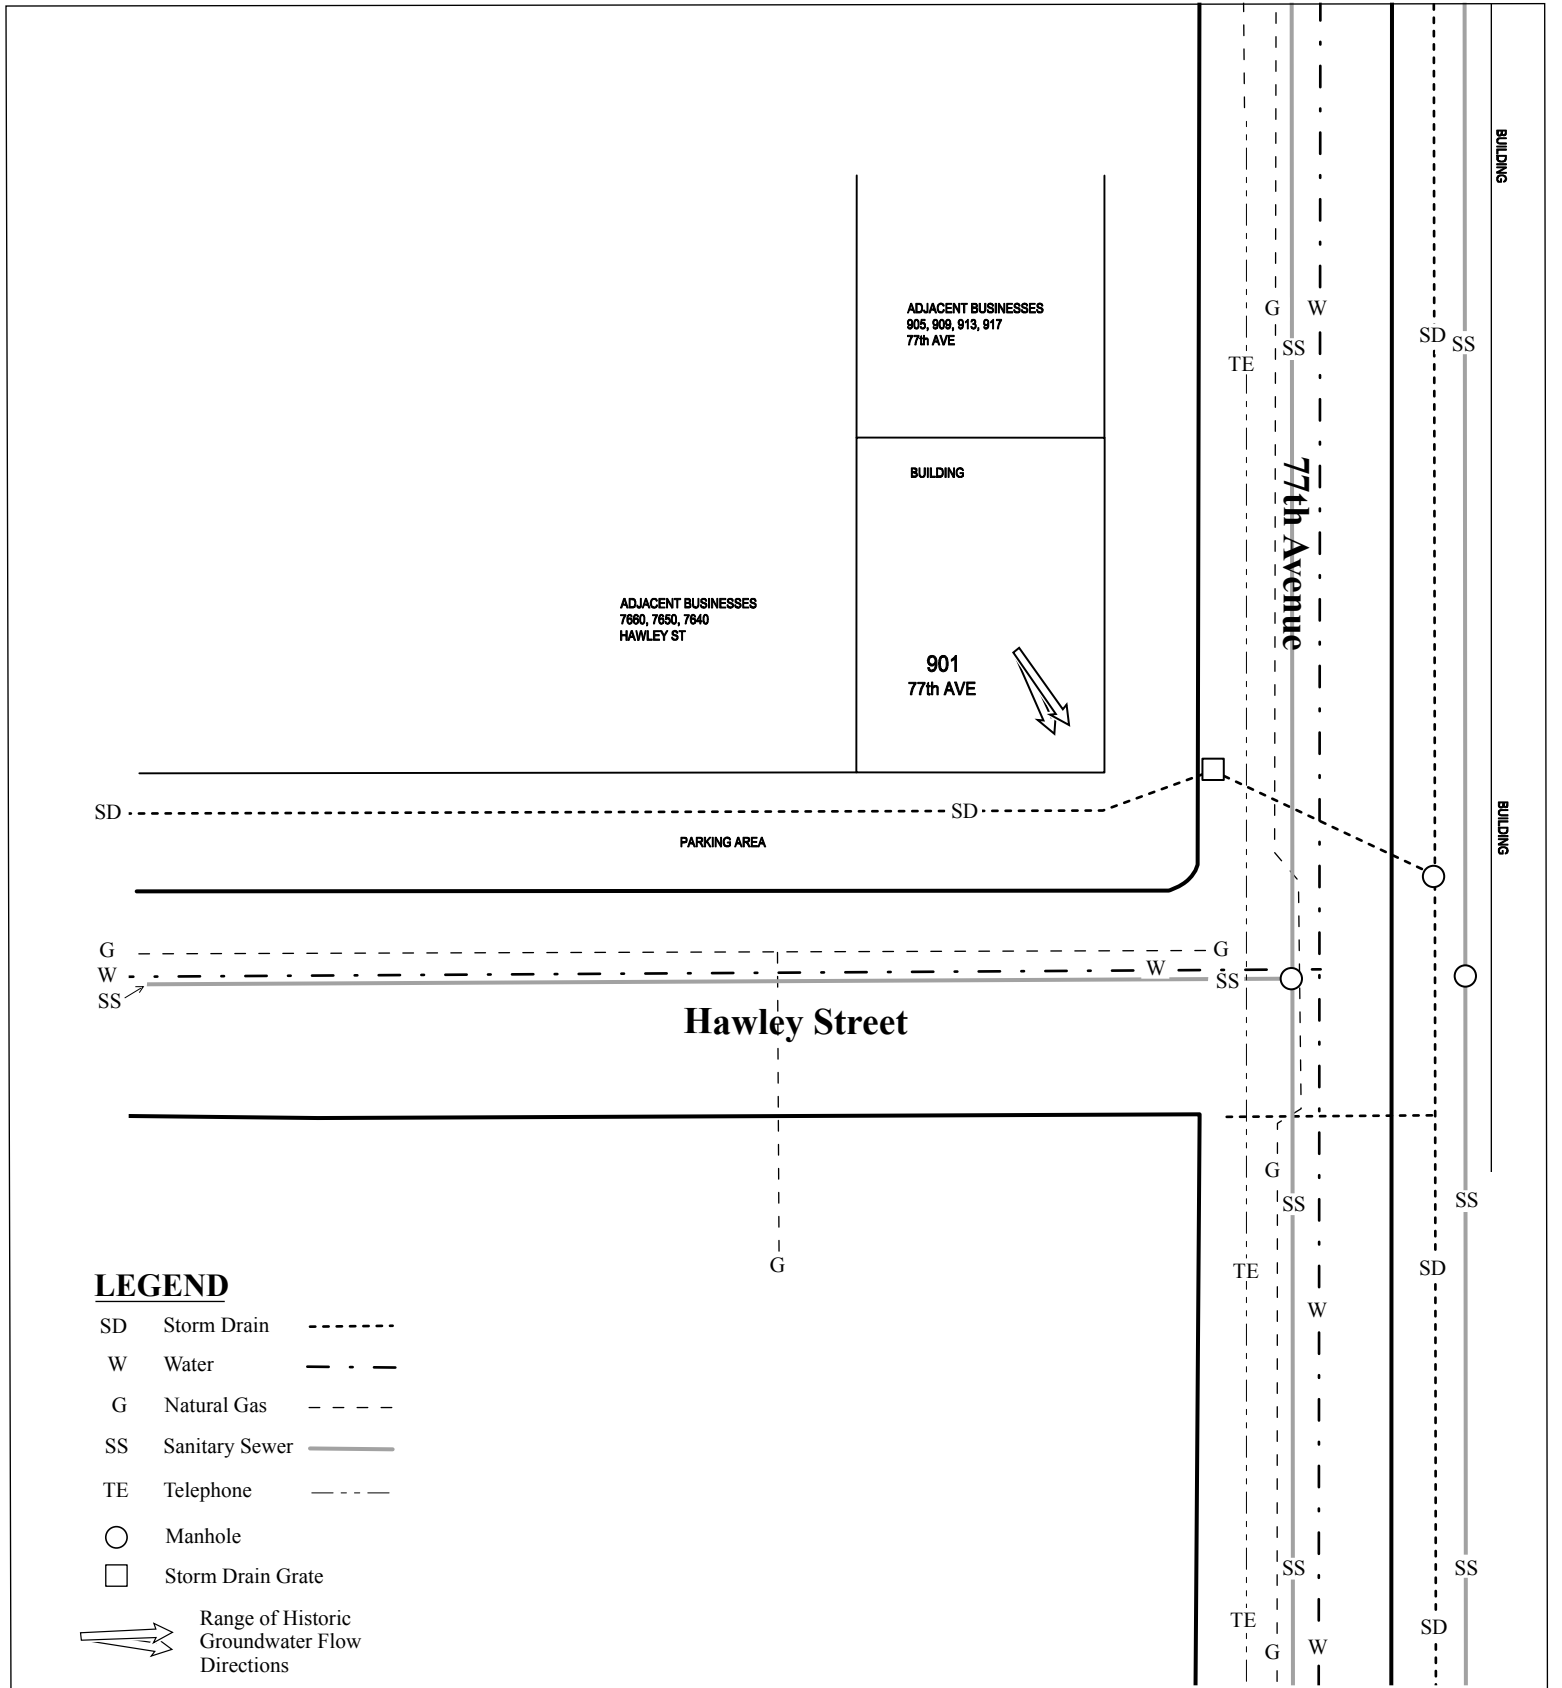 BUILDING
ADJACENT BUSINESSES
905, 909, 913, 917
77th AVE
G
W
SS
TE
SD
SS
BUILDING
77th Avenue
ADJACENT BUSINESSES
7660, 7650, 7640
HAWLEY ST
901
77th AVE
SD
SD
PARKING AREA
BUILDING
G
G
W
W
SS
SS
Hawley Street
G
SS
SS
G
TE
SD
W
LEGEND
SD Storm Drain
W Water
G Natural Gas
SS Sanitary Sewer
TE Telephone
Manhole
Storm Drain Grate
Range of Historic
Groundwater Flow
Directions
SS
SS
TE
SD
G
W